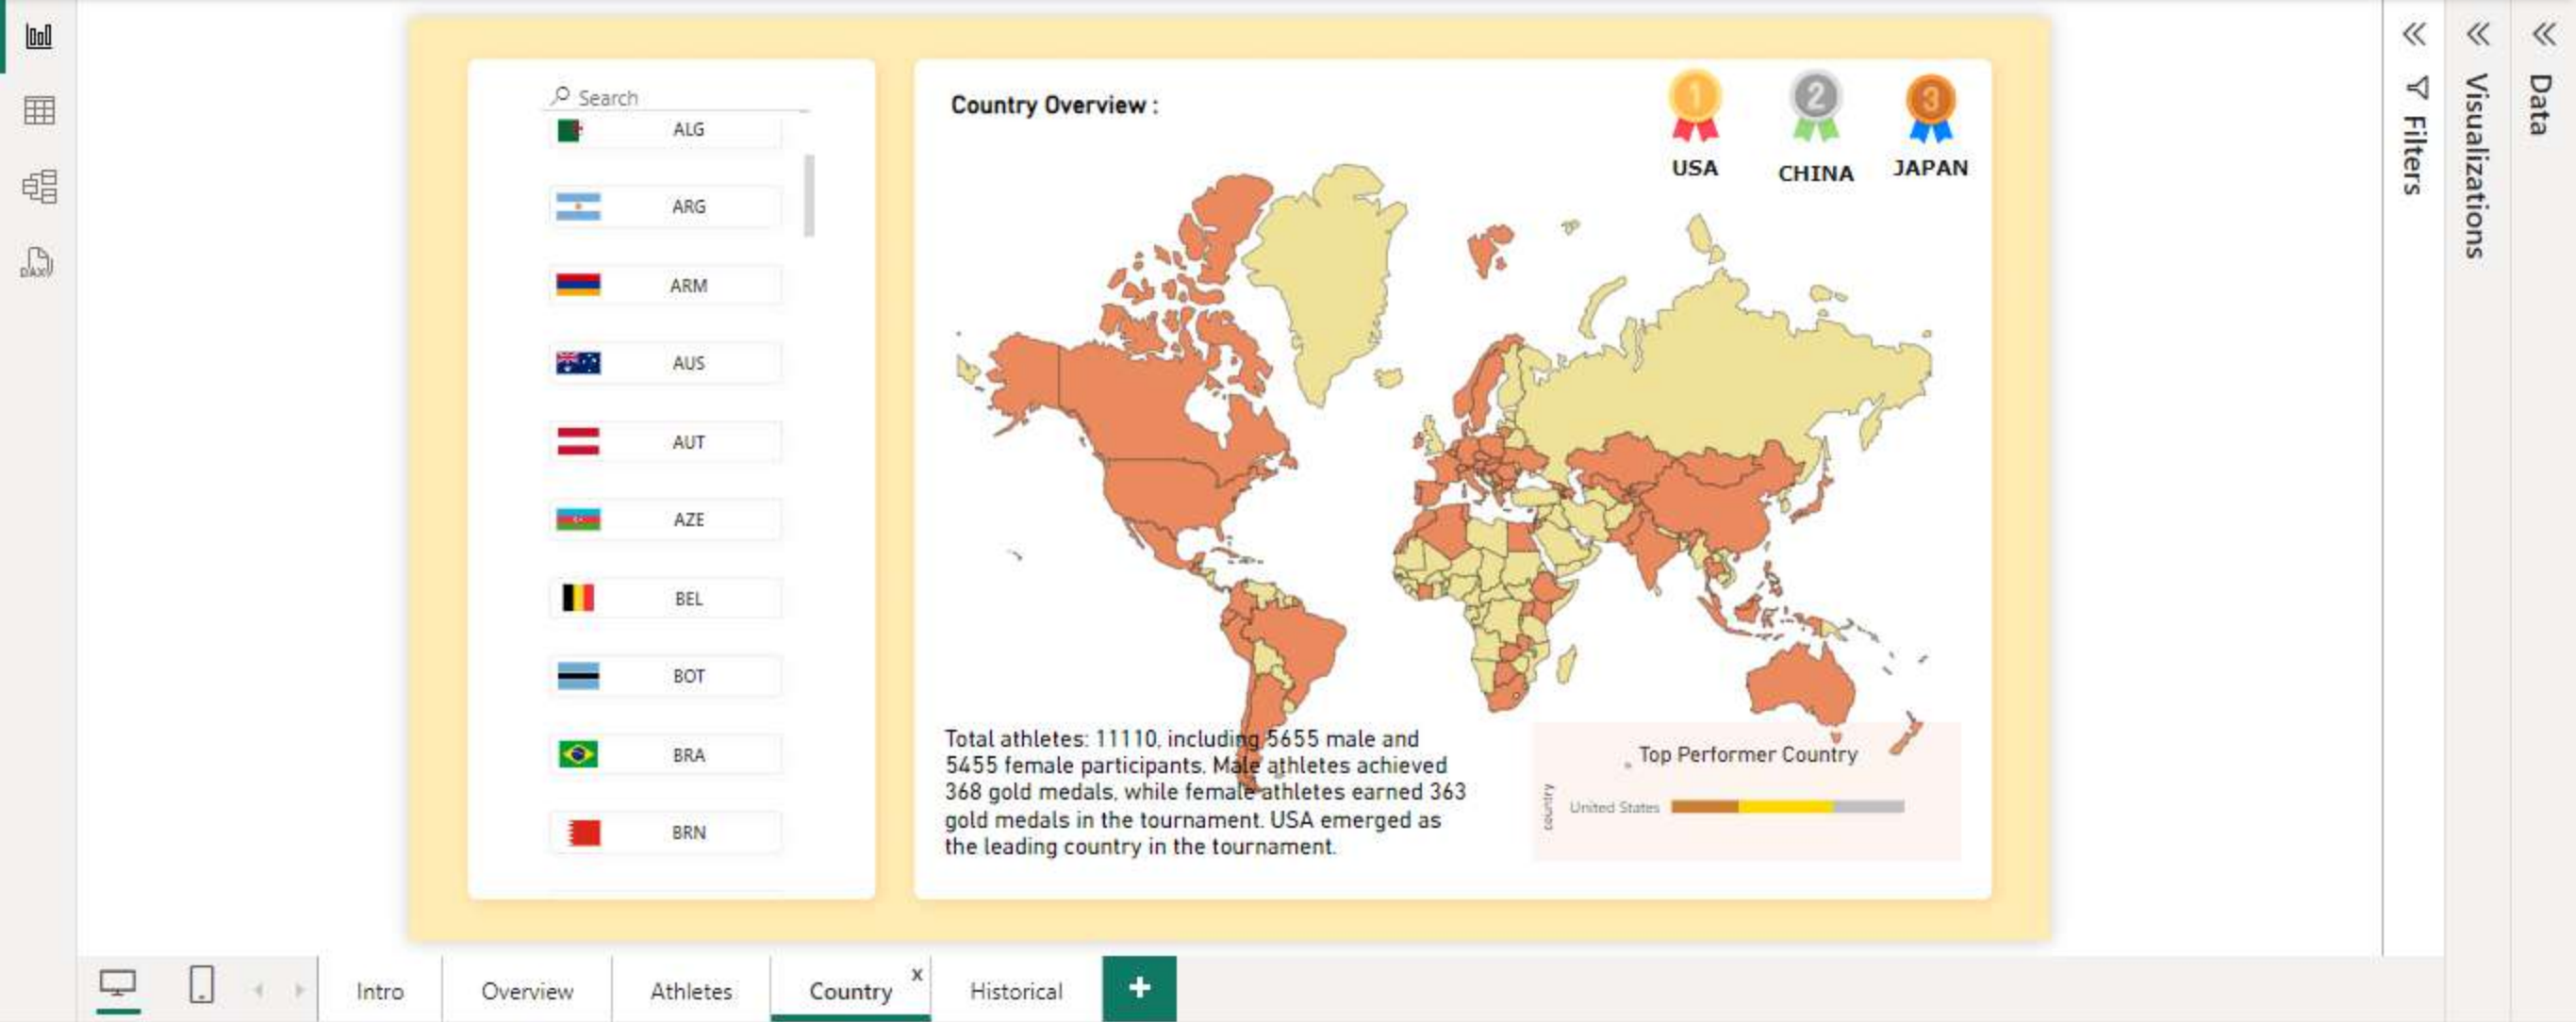 Search
ALG
ARG
ARM
AUS
AUT
AZE
BEL
BOT
BRA
BRN
Country Overview :
1
2
3
USA
CHINA
JAPAN
Total athletes: 11110, including 5655 male and
5455 female participants. Male athletes achieved
368 gold medals, while female athletes earned 363
gold medals in the tournament. USA emerged as
the leading country in the tournament.
Top Performer Country
country
United States
Filters
Visualizations
Data
DAX
Intro
Overview
Athletes
Country
x
Historical
+